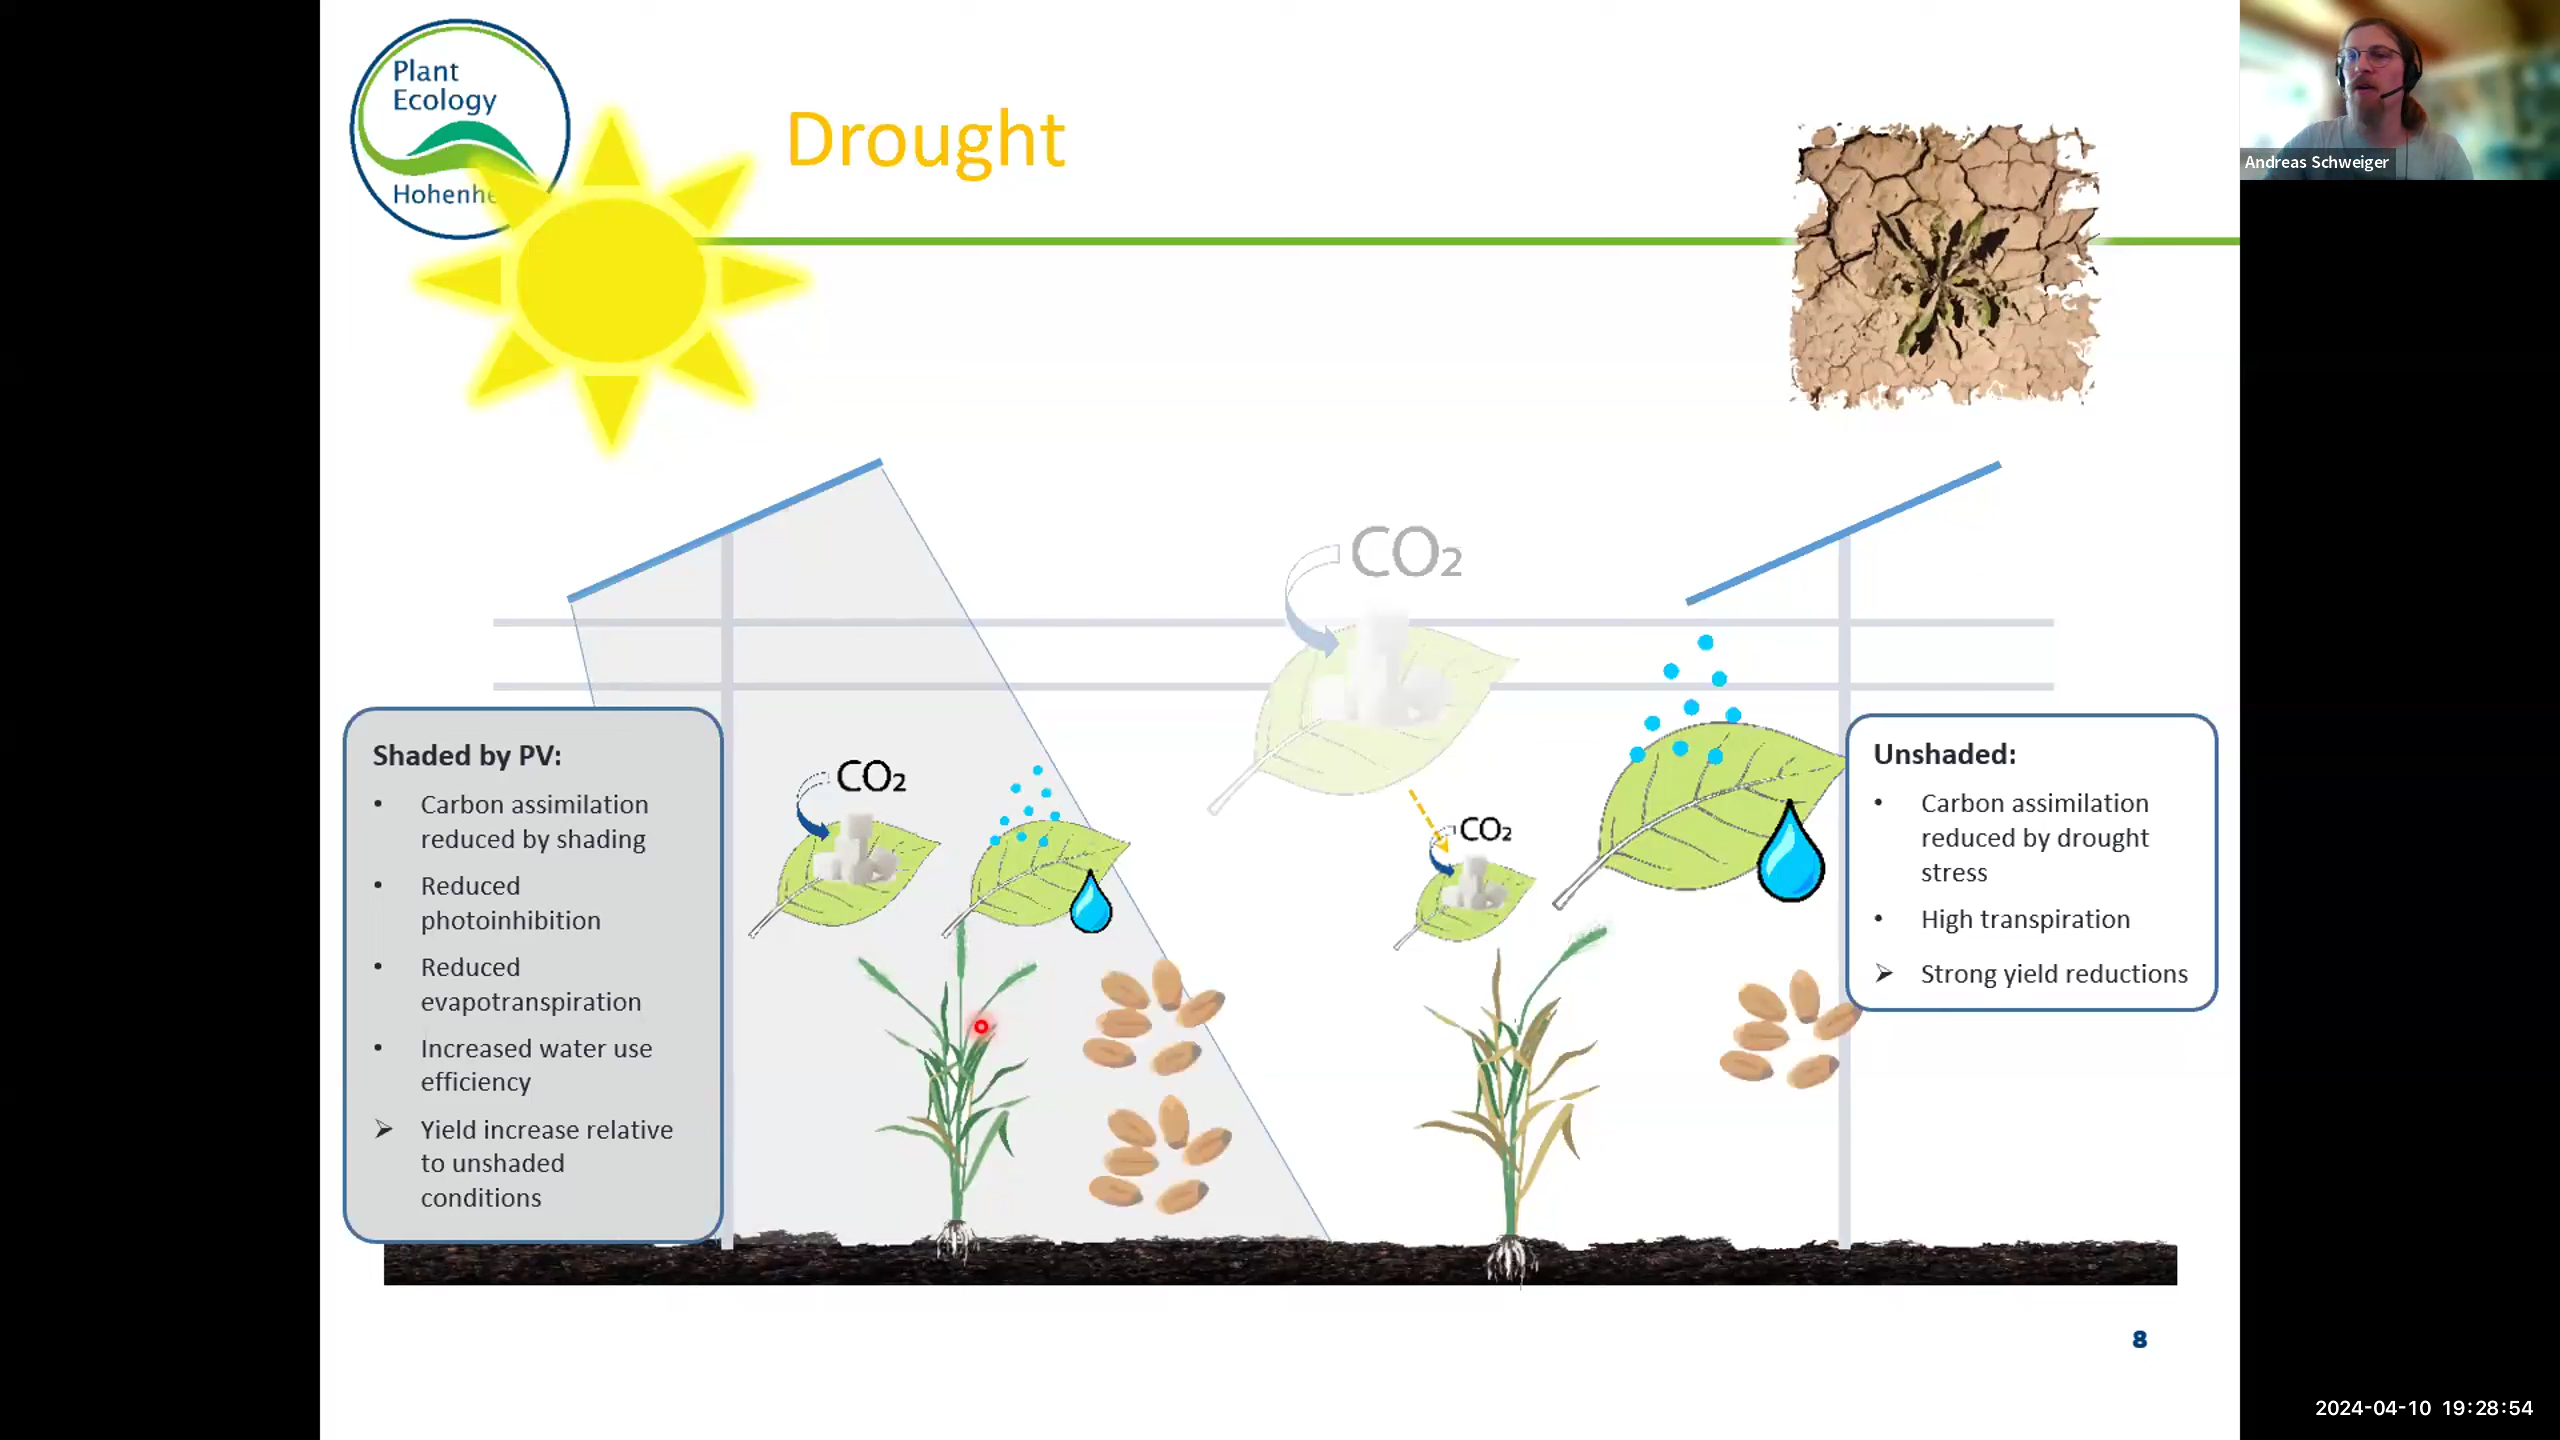 Plant
Ecology
Hohenhe
Drought
Andreas Schweiger
CO₂
CO₂
CO₂
Shaded by PV:
• Carbon assimilation
reduced by shading
• Reduced
photoinhibition
• Reduced
evapotranspiration
• Increased water use
efficiency
➢ Yield increase relative
to unshaded
conditions
Unshaded:
• Carbon assimilation
reduced by drought
stress
• High transpiration
➢ Strong yield reductions
8
2024-04-10 19:28:54